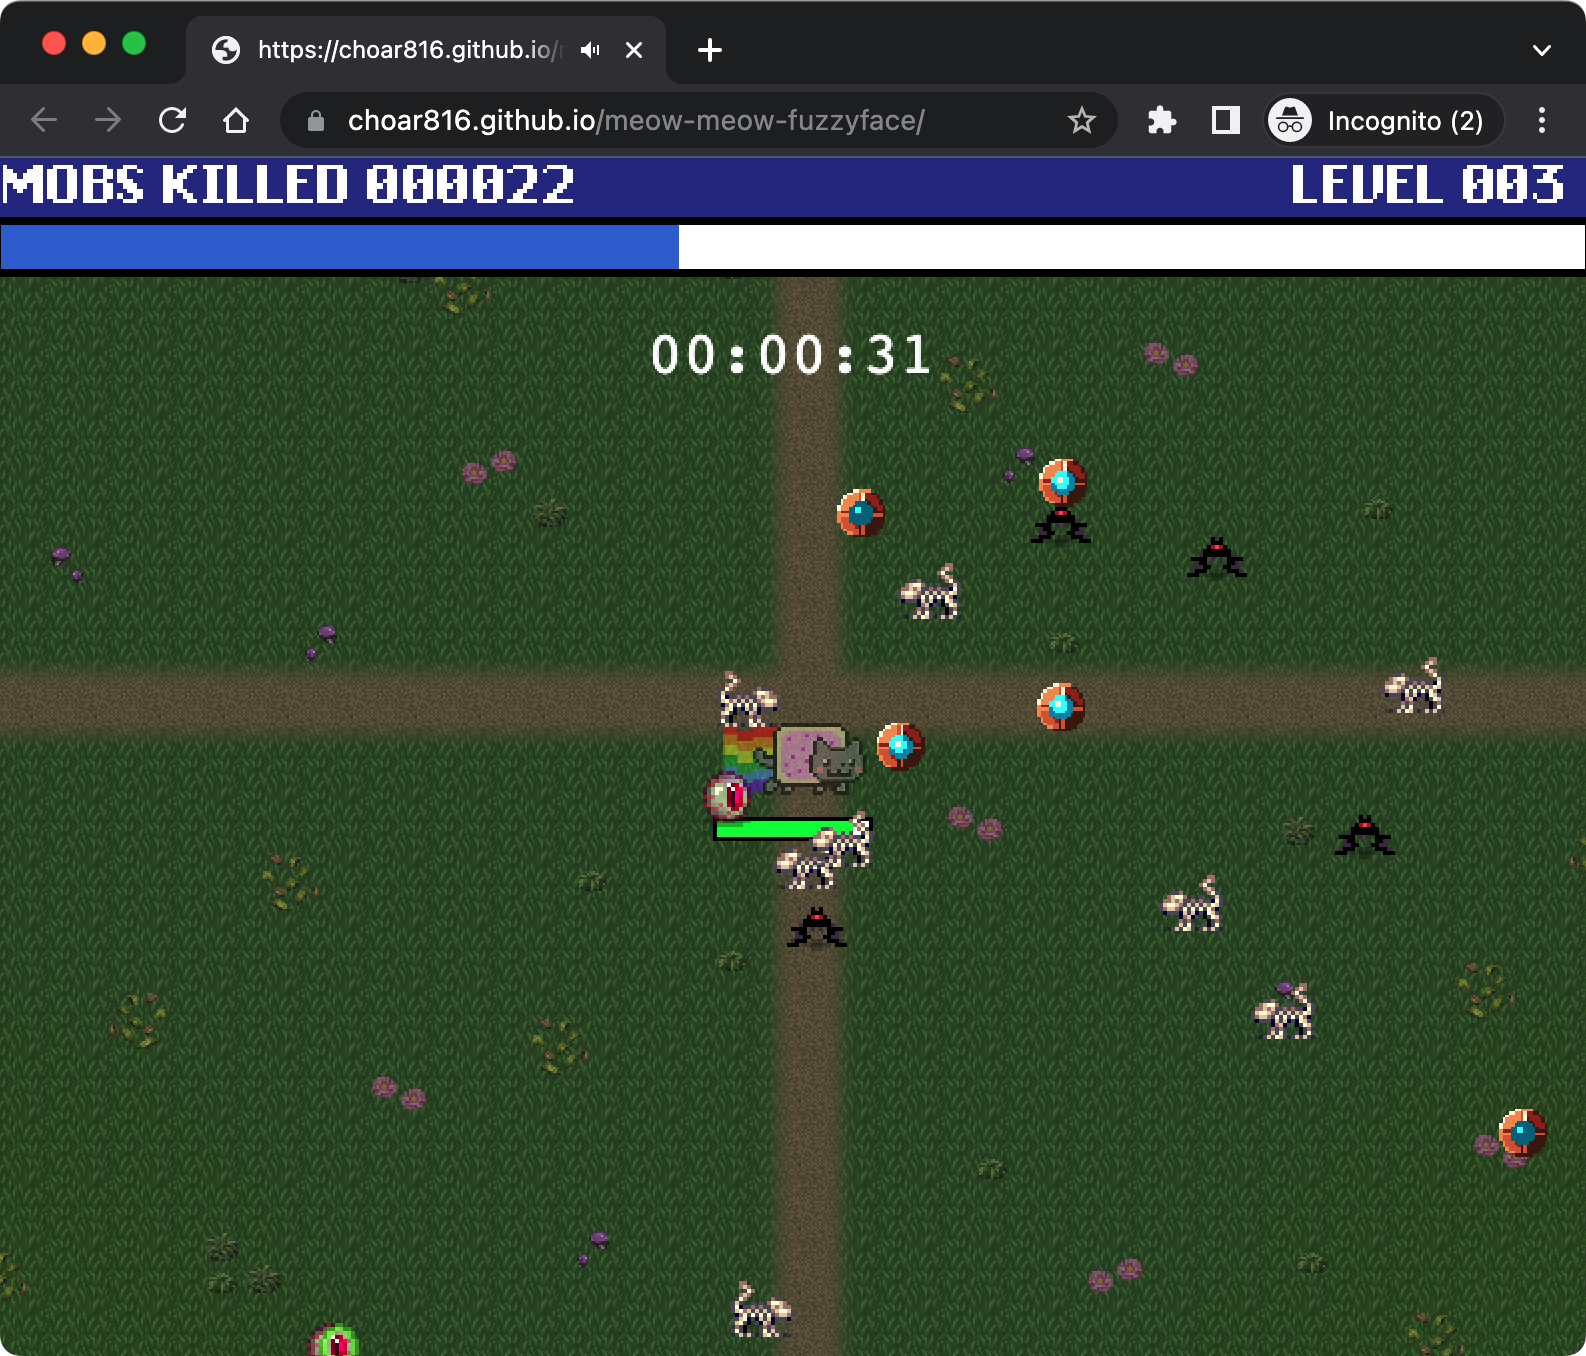 https://choar816.github.io/
choar816.github.io/meow-meow-fuzzyface/
Incognito (2)
MOBS KILLED 000022
LEVEL 003
00:00:31